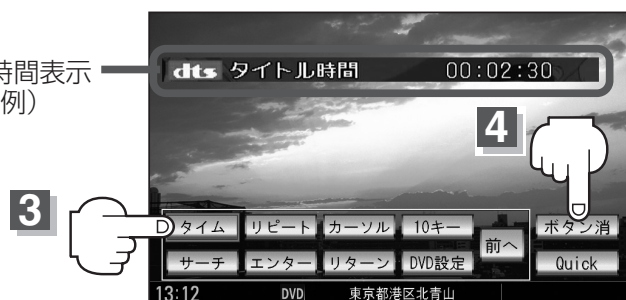 dts タイトル時間 00:02:30
時間表示
例）
4
3
タイム リピート カーソル 10キー 前へ ボタン消
サーチ エンター リターン DVD設定 Quick
13:12 DVD 東京都港区北青山